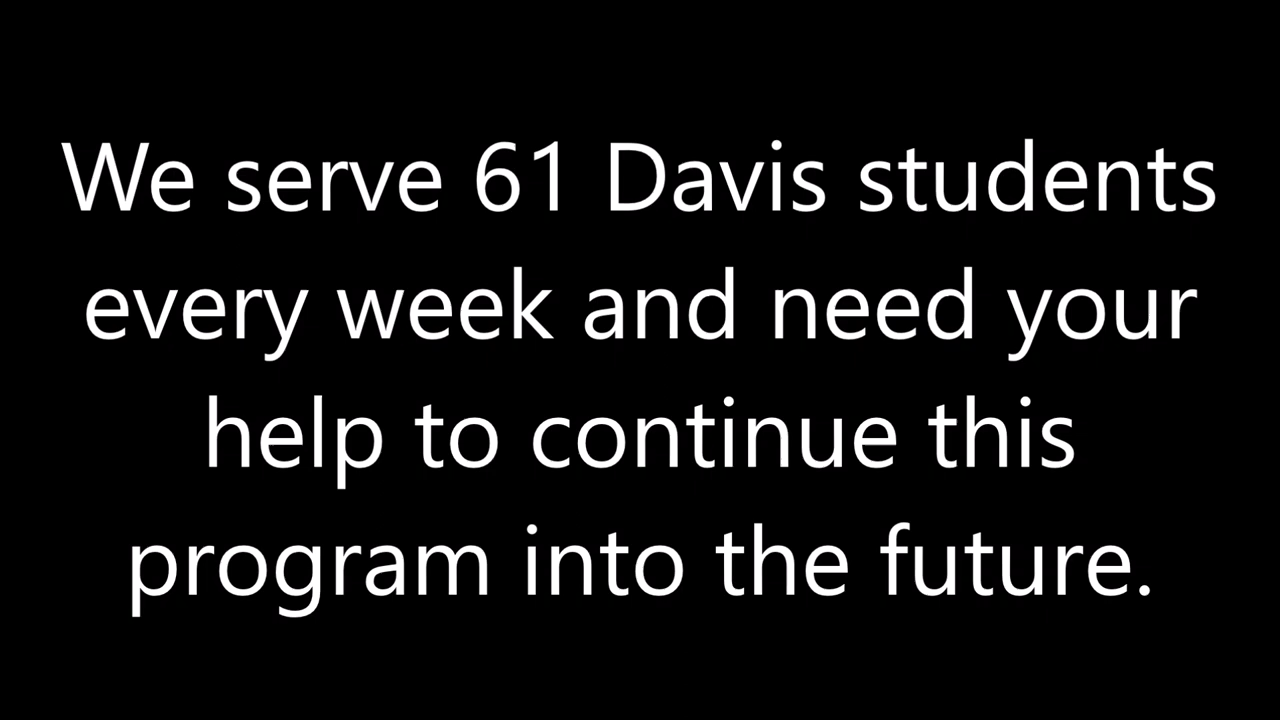 We serve 61 Davis students
every week and need your
help to continue this
program into the future.